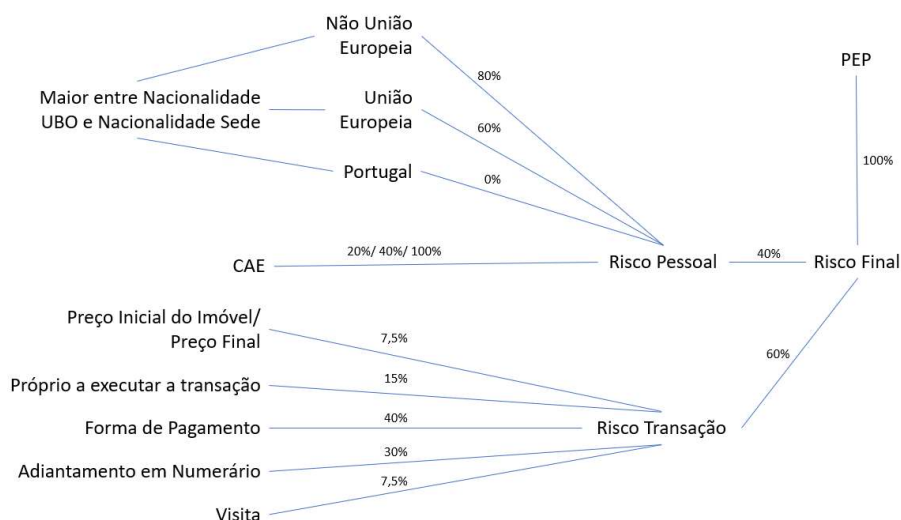 Não União
Europeia
PEP
80%
Maior entre Nacionalidade
UBO e Nacionalidade Sede
União
Europeia
60%
100%
Portugal
0%
CAE
20%/ 40%/ 100%
Risco Pessoal
40%
Risco Final
Preço Inicial do Imóvel/
Preço Final
7,5%
60%
Próprio a executar a transação
15%
Forma de Pagamento
40%
Risco Transação
Adiantamento em Numerário
30%
7,5%
Visita